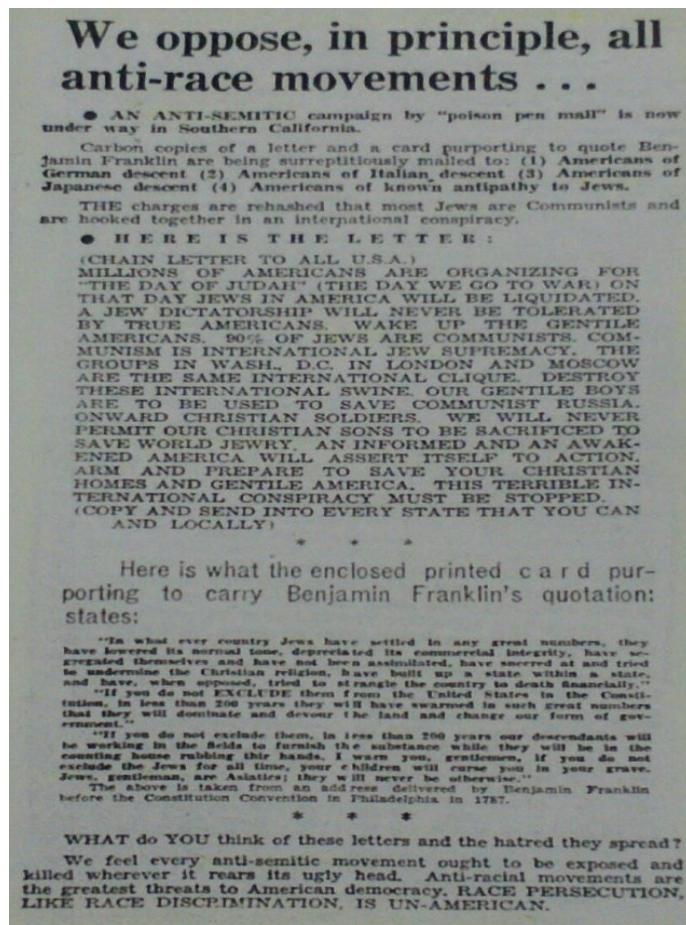 We oppose, in principle, all
anti-race movements . . .
● AN ANTI-SEMITIC campaign by "poison pen mail" is now
under way in Southern California.
Carbon copies of a letter and a card purporting to quote Ben-
jamin Franklin are being surreptitiously mailed to: (1) Americans of
German descent (2) Americans of Italian descent (3) Americans of
Japanese descent (4) Americans of known antipathy to Jews.
THE charges are rehashed that most Jews are Communists and
are hooked together in an international conspiracy.
● HERE IS THE LETTER:
(CHAIN LETTER TO ALL U.S.A.)
MILLIONS OF AMERICANS ARE ORGANIZING FOR
"THE DAY OF JUDAH" (THE DAY WE GO TO WAR) ON
THAT DAY JEWS IN AMERICA WILL BE LIQUIDATED.
A JEW DICTATORSHIP WILL NEVER BE TOLERATED
BY TRUE AMERICANS. WAKE UP THE GENTILE
AMERICANS. 90% OF JEWS ARE COMMUNISTS. COM-
MUNISM IS INTERNATIONAL JEW SUPREMACY. THE
GROUPS IN WASH., D.C. IN LONDON AND MOSCOW
ARE THE SAME INTERNATIONAL CLIQUE. DESTROY
THESE INTERNATIONAL SWINE. OUR GENTILE BOYS
ARE TO BE USED TO SAVE COMMUNIST RUSSIA.
ONWARD CHRISTIAN SOLDIERS. WE WILL NEVER
PERMIT OUR CHRISTIAN SONS TO BE SACRIFICED TO
SAVE WORLD JEWRY. AN INFORMED AND AN AWAK-
ENED AMERICA WILL ASSERT ITSELF TO ACTION.
ARM AND PREPARE TO SAVE YOUR CHRISTIAN
HOMES AND GENTILE AMERICA. THIS TERRIBLE IN-
TERNATIONAL CONSPIRACY MUST BE STOPPED.
(COPY AND SEND INTO EVERY STATE THAT YOU CAN
AND LOCALLY)
* * *
Here is what the enclosed printed card pur-
porting to carry Benjamin Franklin's quotation:
states:
"In what ever country Jews have settled in any great numbers, they
have lowered its normal tone, depreciated its commercial integrity, have se-
gregated themselves and have not been assimilated, have sneered at and tried
to undermine the Christian religion, have built up a state within a state,
and have, when opposed, tried to strangle the country to death financially."
"If you do not EXCLUDE them from the United States in the Consti-
tution, in less than 200 years they will have swarmed in such great numbers
that they will dominate and devour the land and change our form of gov-
ernment."
"If you do not exclude them, in less than 200 years our descendants will
be working in the fields to furnish the substance while they will be in the
counting house rubbing thir hands. I warn you, gentlemen, if you do not
exclude the Jews for all time, your children will curse you in your grave.
Jews, gentleman, are Asiatics; they will never be otherwise."
The above is taken from an address delivered by Benjamin Franklin
before the Constitution Convention in Philadelphia in 1787.
* * *
WHAT do YOU think of these letters and the hatred they spread?
We feel every anti-semitic movement ought to be exposed and
killed wherever it rears its ugly head. Anti-racial movements are
the greatest threats to American democracy. RACE PERSECUTION,
LIKE RACE DISCRIMINATION, IS UN-AMERICAN.